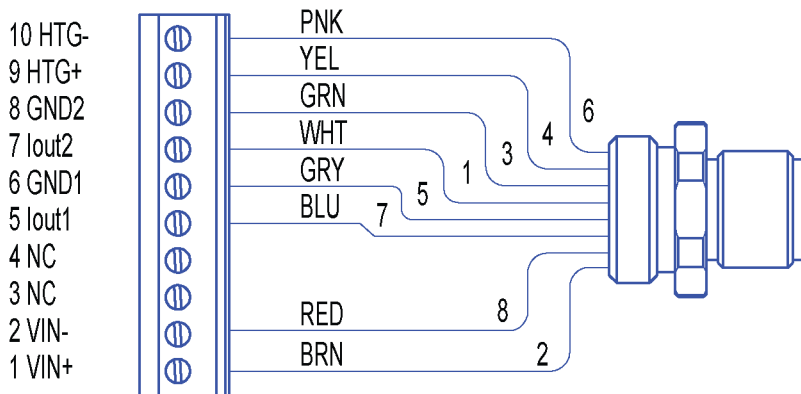 10 HTG-
PNK
9 HTG+
YEL
8 GND2
GRN
7 Iout2
WHT
6 GND1
GRY
5 Iout1
BLU
4 NC
3 NC
2 VIN-
RED
1 VIN+
BRN
6
4
3
1
5
7
8
2